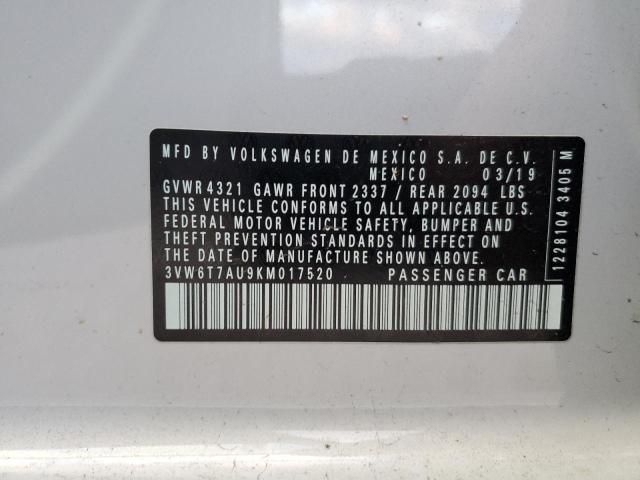 MFD BY VOLKSWAGEN DE MEXICO S.A. DE C.V.
MEXICO 03/19
GVWR 4321 GAWR FRONT 2337 / REAR 2094 LBS
THIS VEHICLE CONFORMS TO ALL APPLICABLE U.S.
FEDERAL MOTOR VEHICLE SAFETY, BUMPER AND
THEFT PREVENTION STANDARDS IN EFFECT ON
THE DATE OF MANUFACTURE SHOWN ABOVE.
3VW6T7AU9KM017520 PASSENGER CAR
1228104 3405 M